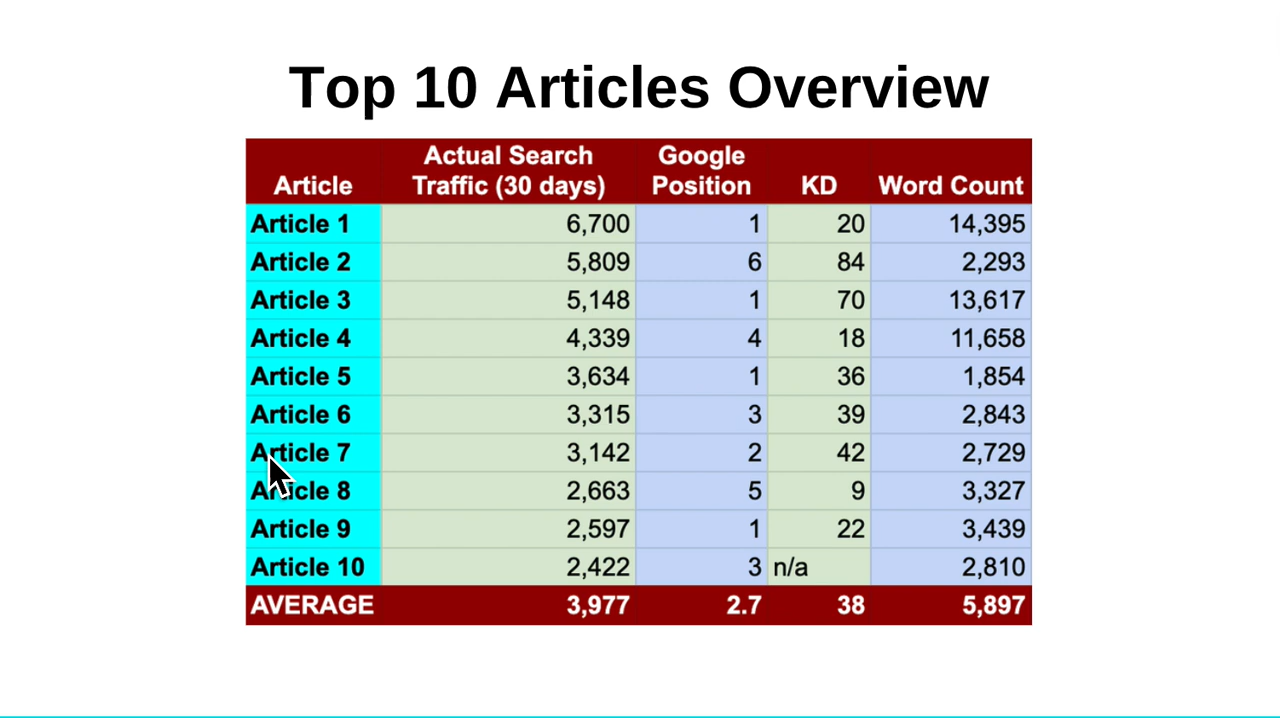 Top 10 Articles Overview
Article Actual Search Traffic (30 days) Google Position KD Word Count
Article 1 6,700 1 20 14,395
Article 2 5,809 6 84 2,293
Article 3 5,148 1 70 13,617
Article 4 4,339 4 18 11,658
Article 5 3,634 1 36 1,854
Article 6 3,315 3 39 2,843
Article 7 3,142 2 42 2,729
Article 8 2,663 5 9 3,327
Article 9 2,597 1 22 3,439
Article 10 2,422 3 n/a 2,810
AVERAGE 3,977 2.7 38 5,897